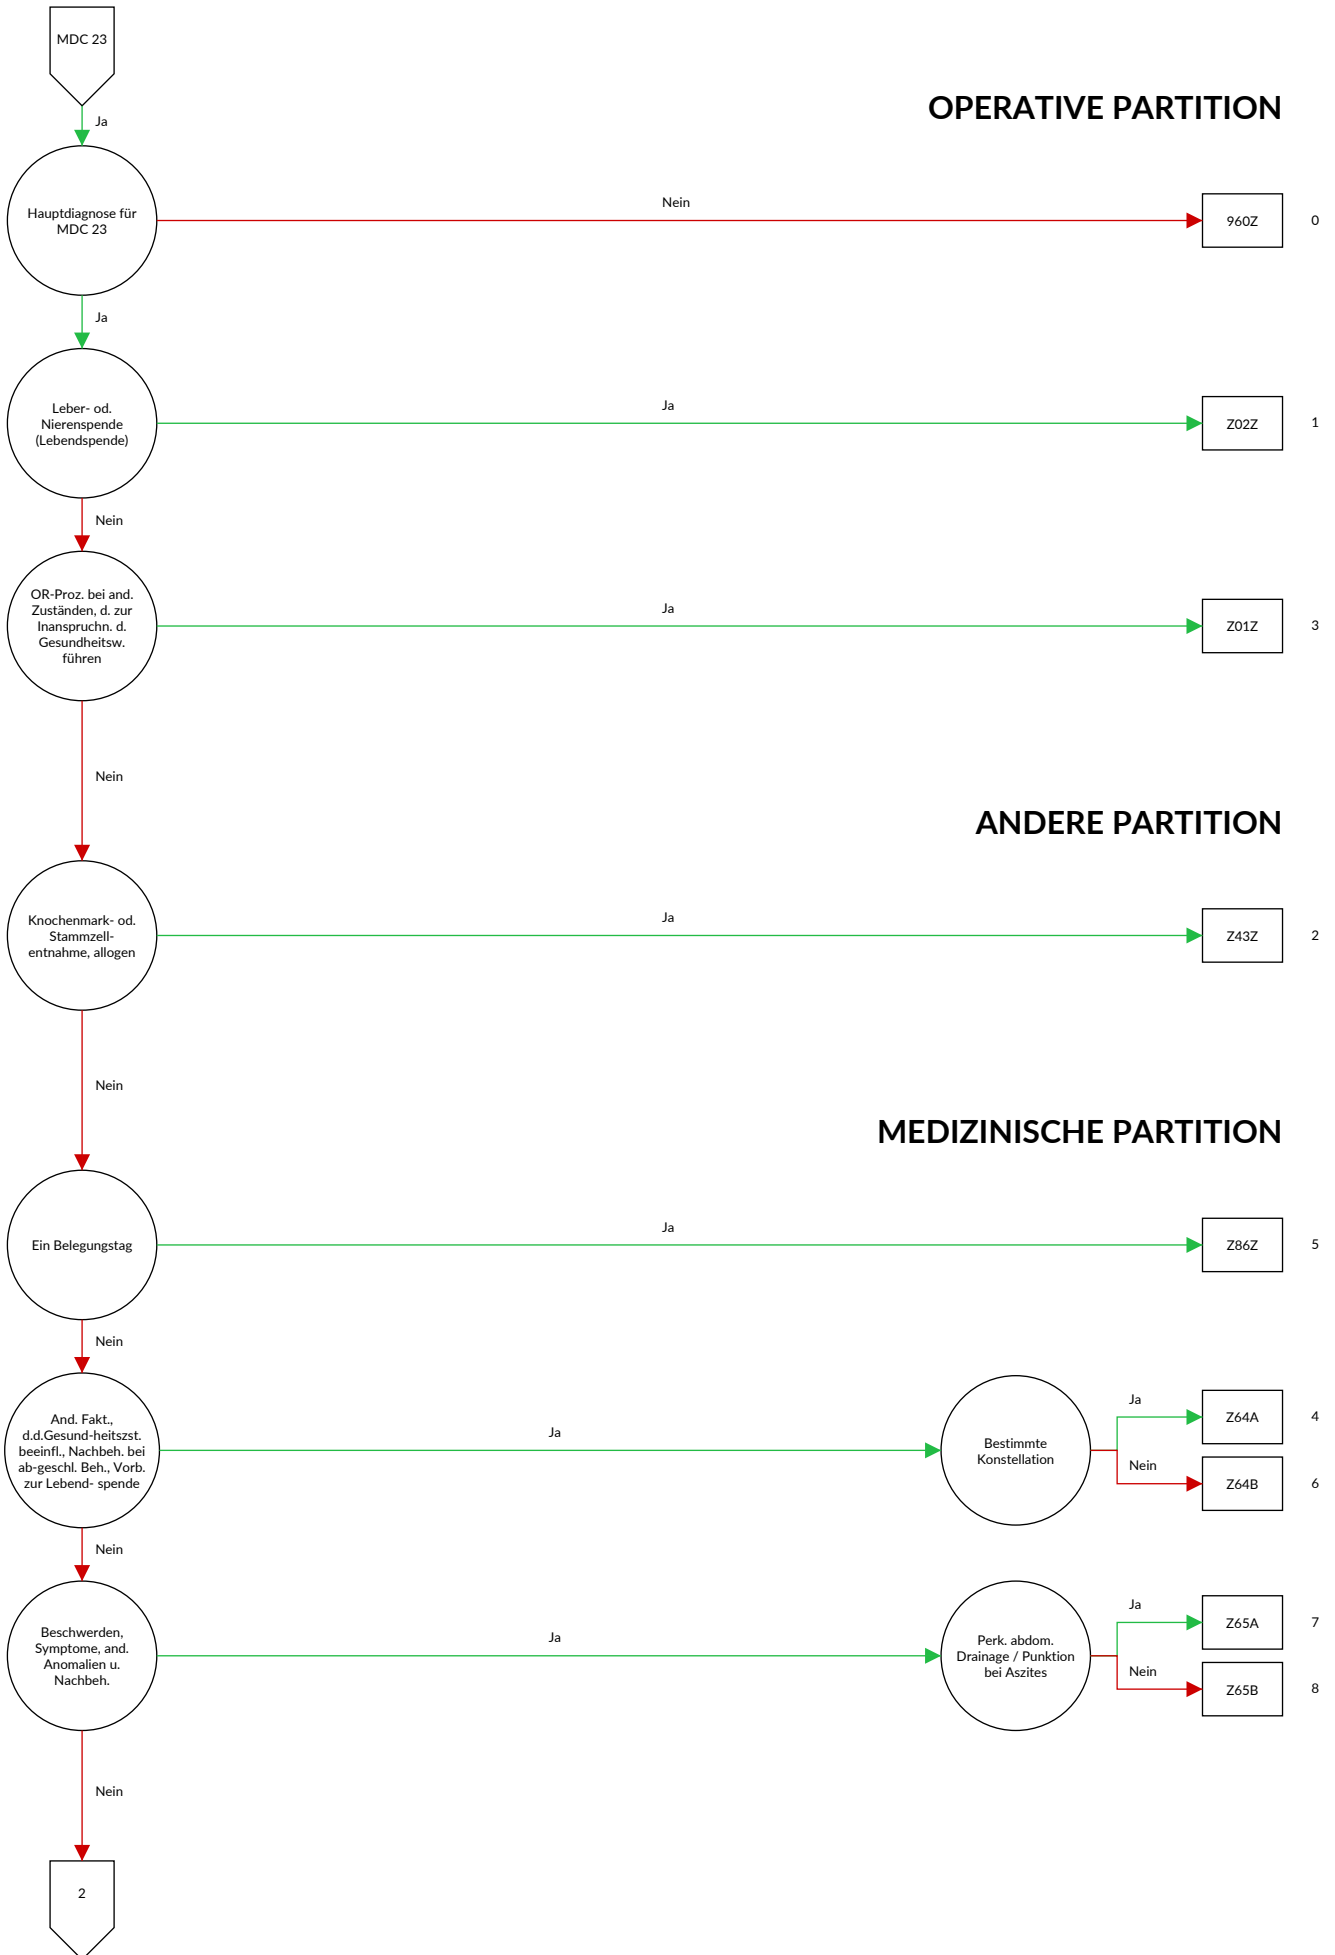 MDC 23
OPERATIVE PARTITION
Ja
Hauptdiagnose für
MDC 23
Nein
960Z
0
Ja
Leber- od.
Nierenspende
(Lebendspende)
Ja
Z02Z
1
Nein
OR-Proz. bei and.
Zuständen, d. zur
Inanspruchn. d.
Gesundheitsw.
führen
Ja
Z01Z
3
Nein
ANDERE PARTITION
Knochenmark- od.
Stammzell-
entnahme, allogen
Ja
Z43Z
2
Nein
MEDIZINISCHE PARTITION
Ein Belegungstag
Ja
Z86Z
5
Nein
And. Fakt.,
d.d.Gesund-heitszst.
beeinfl., Nachbeh. bei
ab-geschl. Beh., Vorb.
zur Lebend- spende
Ja
Bestimmte
Konstellation
Ja
Z64A
4
Nein
Z64B
6
Nein
Beschwerden,
Symptome, and.
Anomalien u.
Nachbeh.
Ja
Perk. abdom.
Drainage / Punktion
bei Aszites
Ja
Z65A
7
Nein
Z65B
8
Nein
2